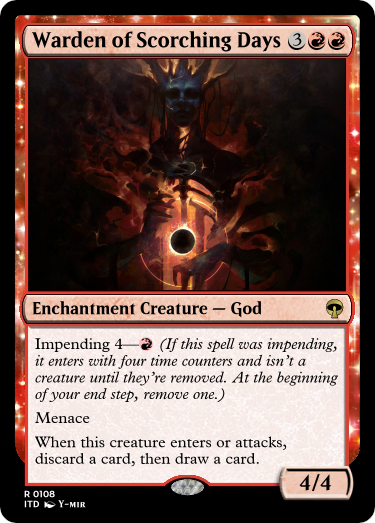 Warden of Scorching Days 3
Enchantment Creature — God
Impending 4— (If this spell was impending,
it enters with four time counters and isn't a
creature until they're removed. At the beginning
of your end step, remove one.)
Menace
When this creature enters or attacks,
discard a card, then draw a card.
4/4
R 0108
ITD Y-MIR